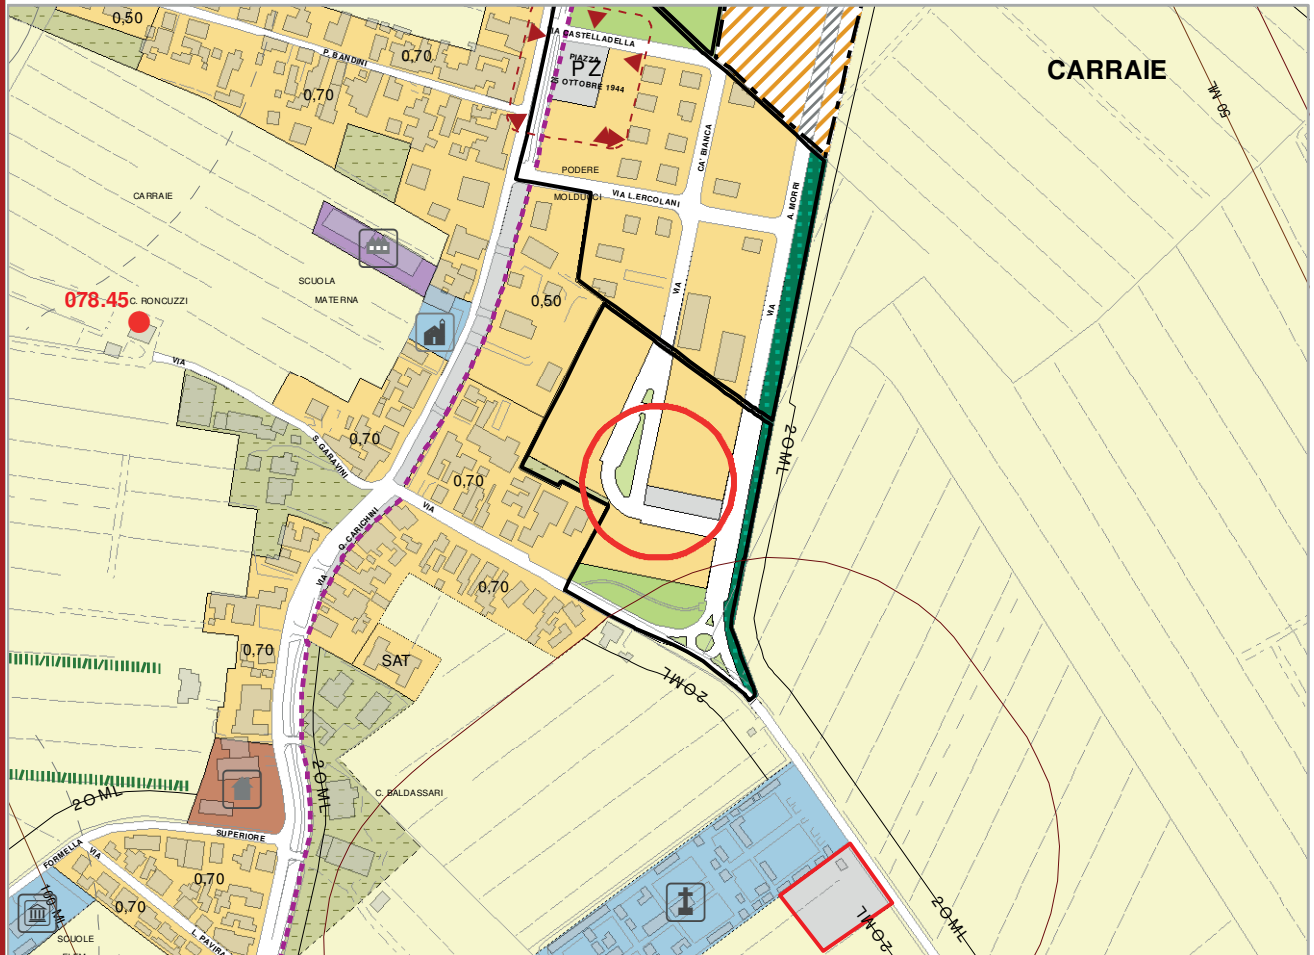 0,50
VIA CASTELLADELLA
0,70
P. BANDINI
PIAZZA
PZ
25 OTTOBRE 1944
CARRAIE
50 ML
0,70
CA' BIANCA
PODERE
MOLDUCCI
VIA L.ERCOLANI
A. MORRI
CARRAIE
SCUOLA
MATERNA
078.45
C. RONCUZZI
0,50
VIA
VIA
VIA
S. GARAVINI
0,70
0,70
20ML
VIA
O. CARICHINI
VIA
0,70
0,70
SAT
20ML
20ML
20ML
C. BALDASSARI
SUPERIORE
FORMELLA
VIA
0,70
0,70
100 ML
L. PAVIRA
SCUOLE
ELEM
20ML
20ML